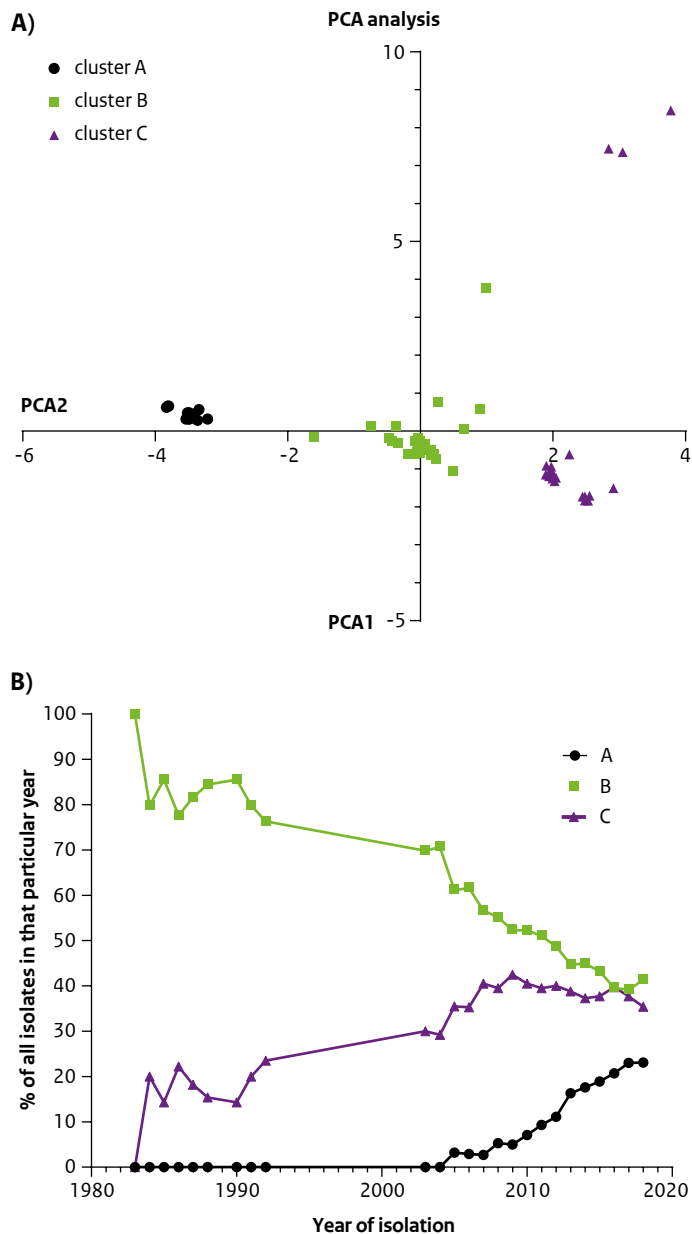 A)
PCA analysis
cluster A
cluster B
cluster C
10
5
PCA2
-6
-4
-2
2
4
PCA1
-5
B)
% of all isolates in that particular year
100
90
80
70
60
50
40
30
20
10
0
A
B
C
1980
1990
2000
2010
2020
Year of isolation